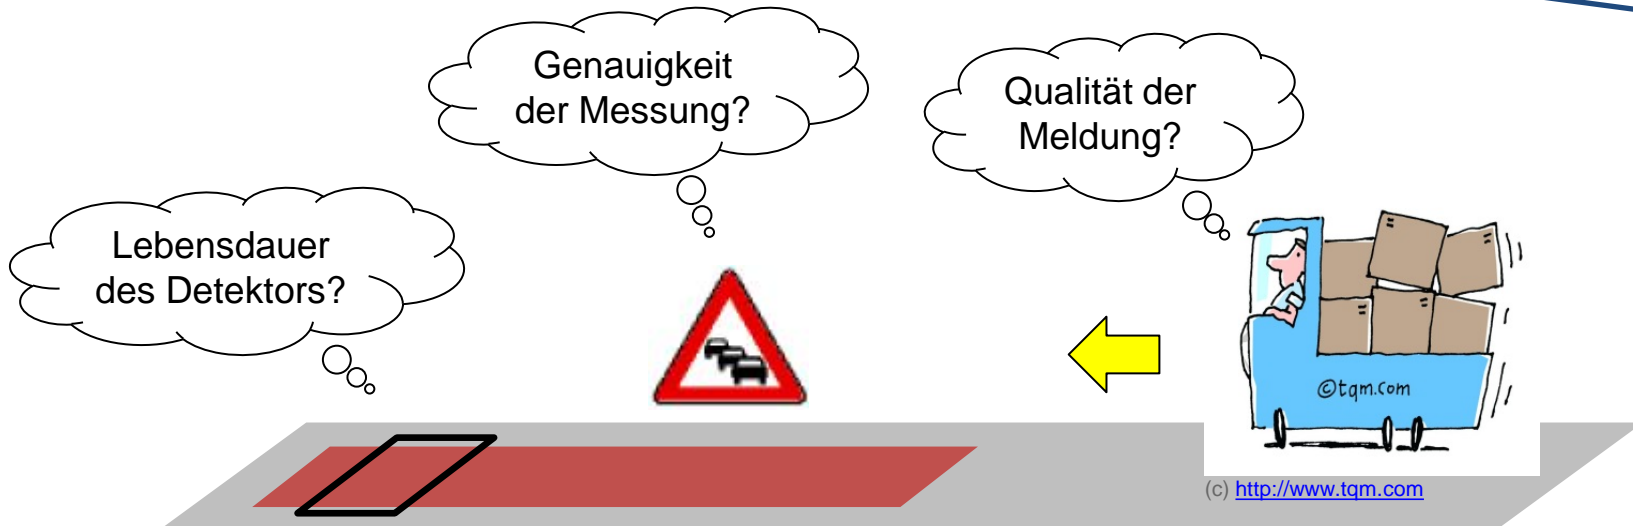 Genauigkeit
der Messung?
Qualität der
Meldung?
Lebensdauer
des Detektors?
©tqm.com
(c) http://www.tqm.com